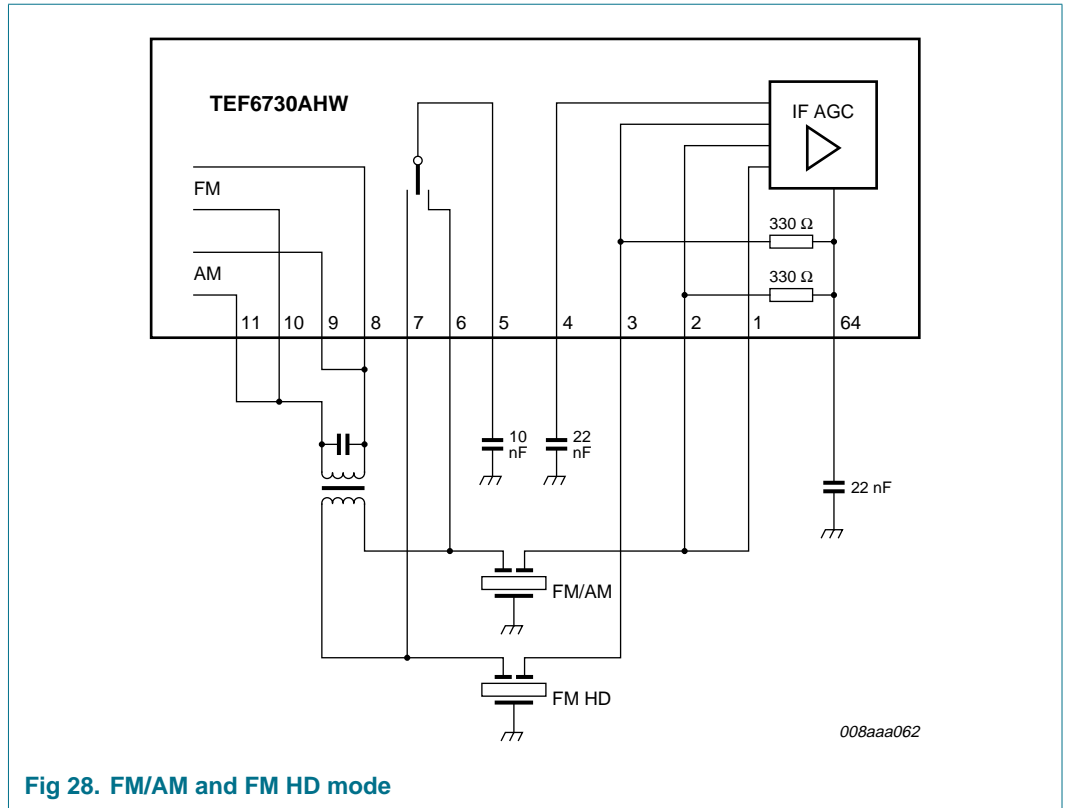 TEF6730AHW
IF AGC
FM
AM
330 Ω
330 Ω
11 10 9 8 7 6 5 4 3 2 1 64
10
nF
22
nF
22 nF
FM/AM
FM HD
008aaa062
Fig 28. FM/AM and FM HD mode